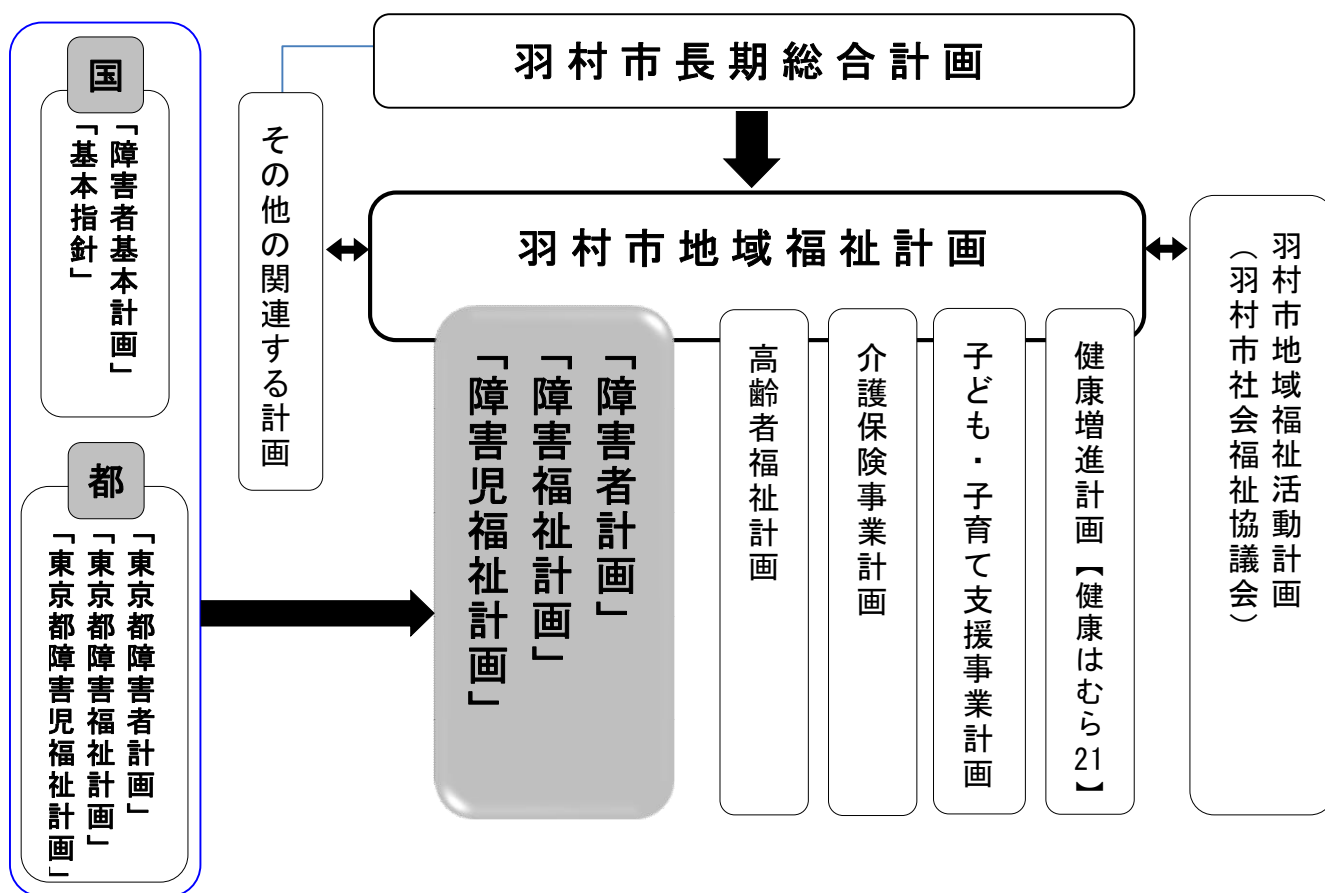 国
「障害者基本計画」
「基本指針」
都
「東京都障害者計画」
「東京都障害福祉計画」
「東京都障害児福祉計画」
羽村市長期総合計画
その他の関連する計画
羽村市地域福祉計画
「障害者計画」
「障害福祉計画」
「障害児福祉計画」
高齢者福祉計画
介護保険事業計画
子ども・子育て支援事業計画
健康増進計画【健康はむら21】
羽村市地域福祉活動計画
（羽村市社会福祉協議会）